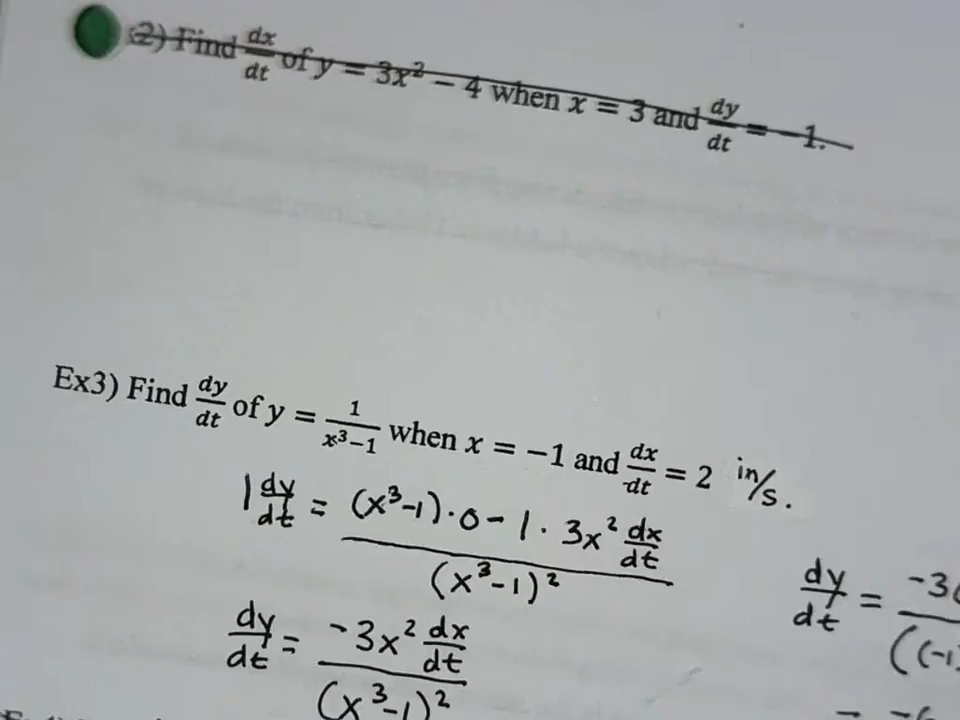 2) Find dx/dt of y = 3x² − 4 when x = 3 and dy/dt = −1.
Ex3) Find dy/dt of y = 1/(x³−1) when x = −1 and dx/dt = 2 in/s.
1 dy/dt = ((x³−1)·0 − 1·3x² dx/dt)/(x³−1)²
dy/dt = (−3x² dx/dt)/(x³−1)²
dy/dt = −3
((−1)